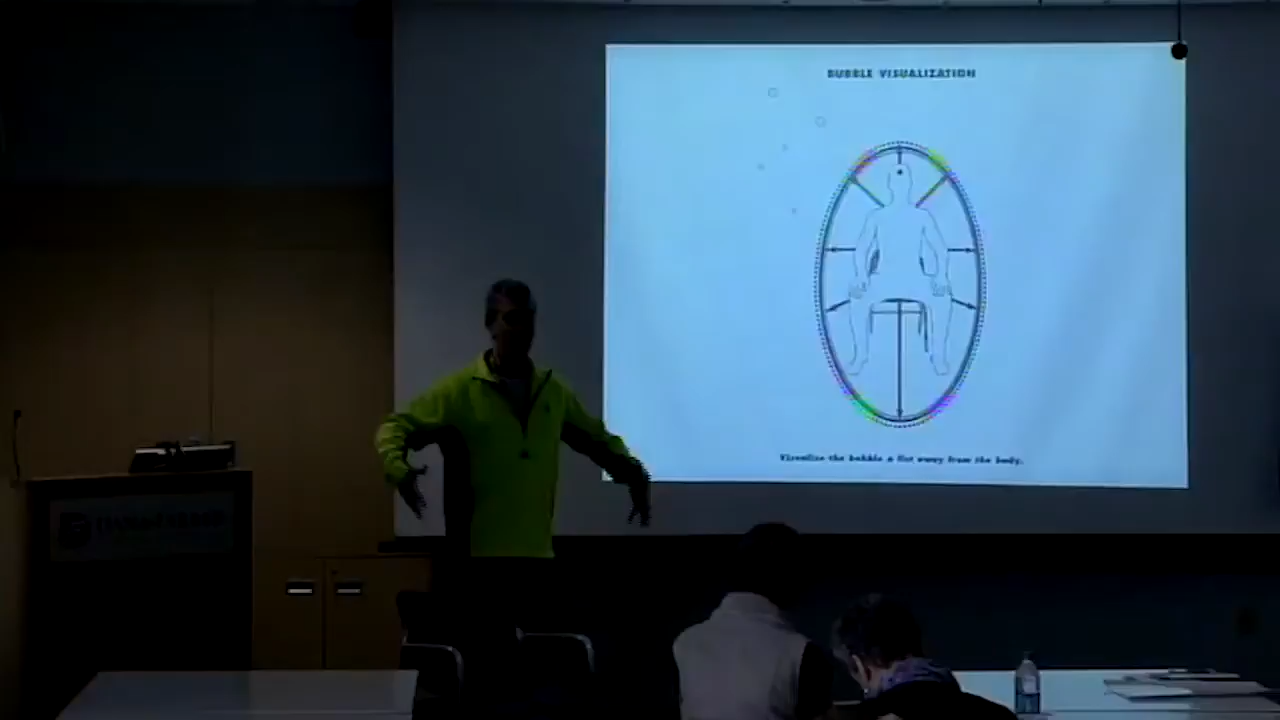 BUBBLE VISUALIZATION
Visualize the bubble a fist away from the body.